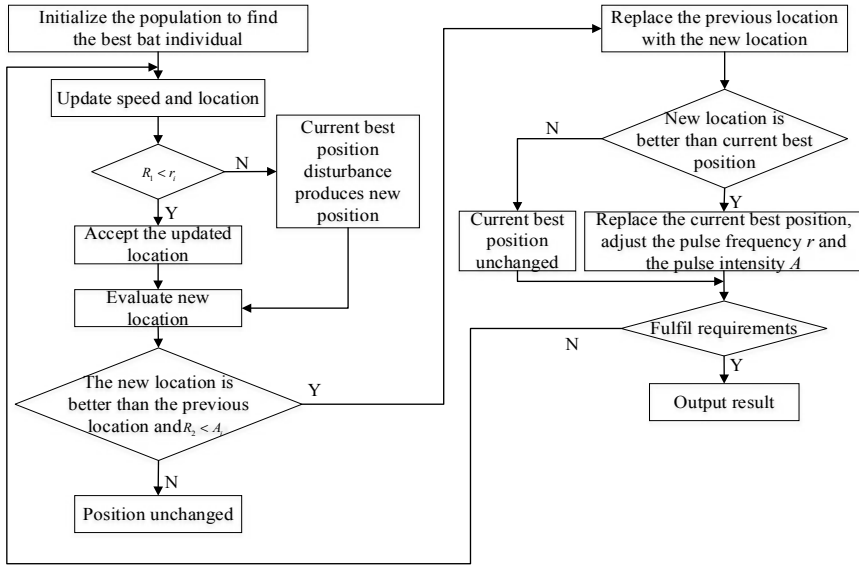 Initialize the population to find
the best bat individual
Update speed and location
R₁ < rᵢ
N
Y
Current best
position
disturbance
produces new
position
Accept the updated
location
Evaluate new
location
The new location is
better than the previous
location and R₂ < Aᵢ
Y
N
Position unchanged
Replace the previous location
with the new location
New location is
better than current best
position
N
Y
Current best
position
unchanged
Replace the current best position,
adjust the pulse frequency r and
the pulse intensity A
Fulfil requirements
N
Y
Output result